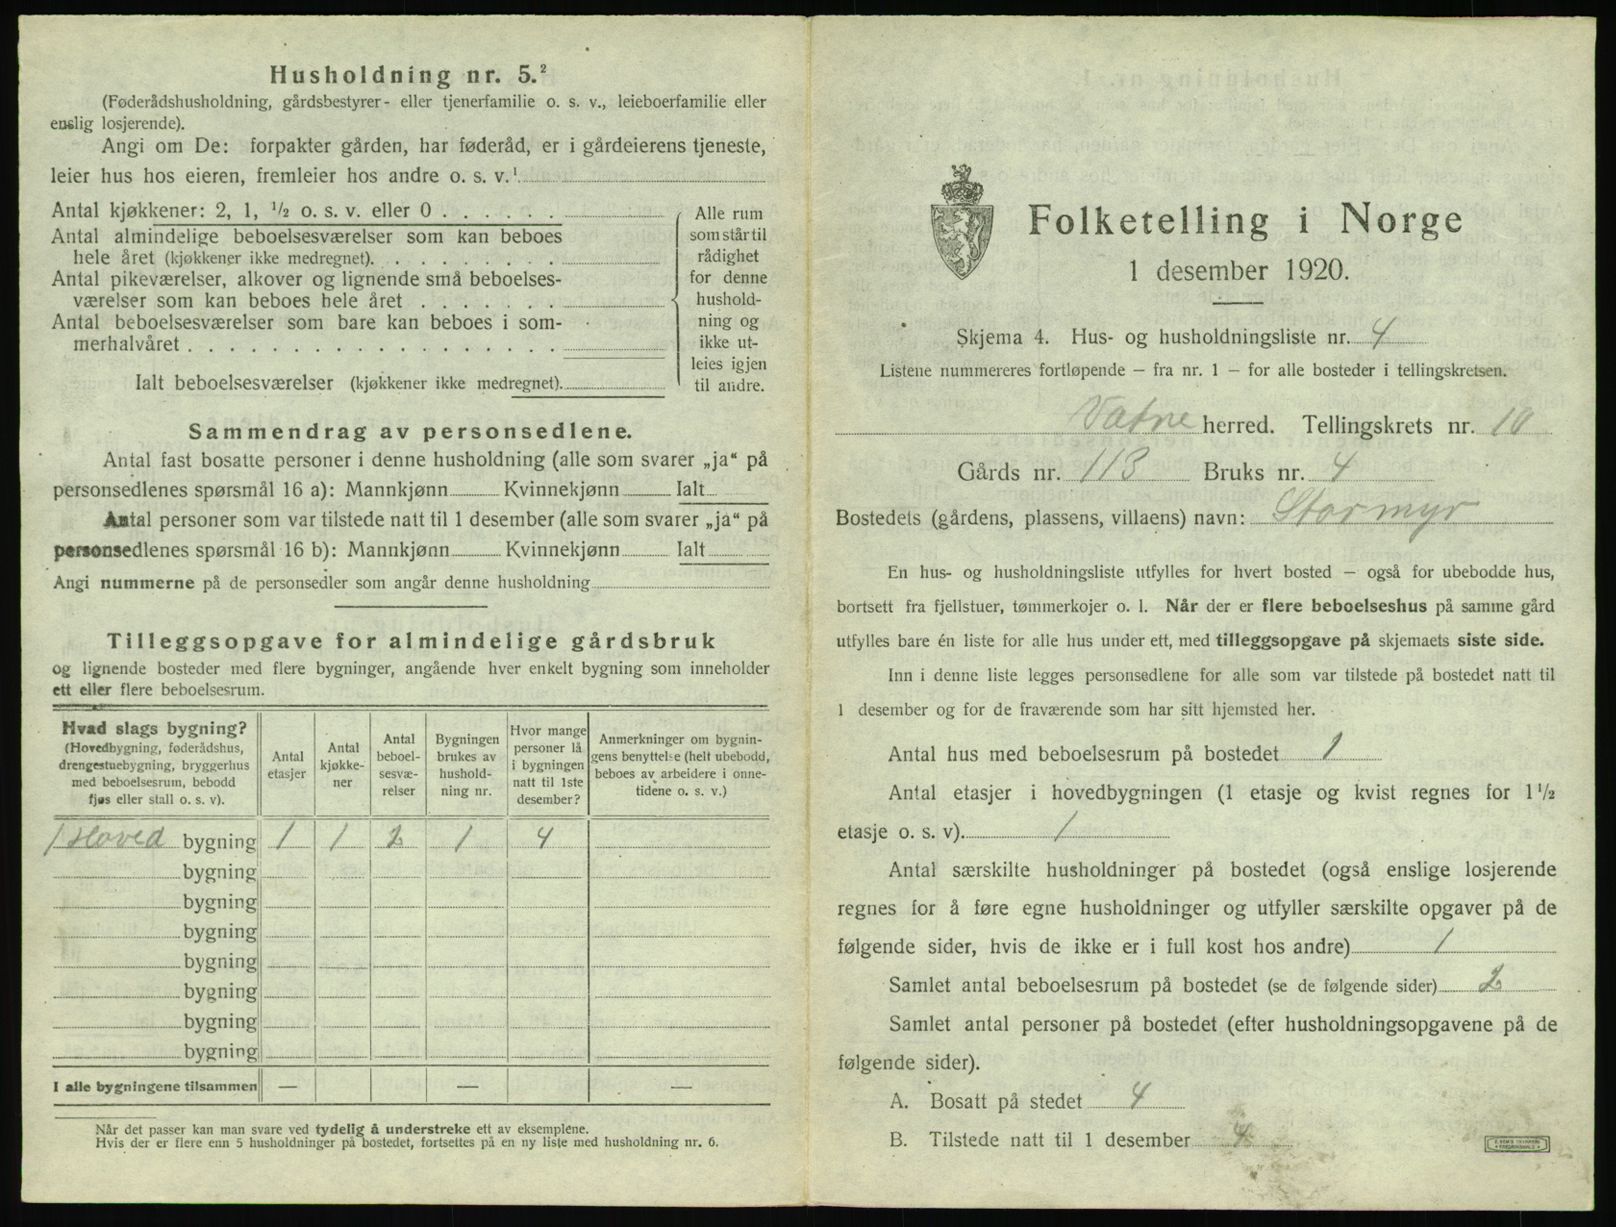 Husholdning nr. 5.²
(Føderådshusholdning, gårdsbestyrer- eller tjenerfamilie o. s. v., leieboerfamilie eller
enslig losjerende).
Angi om De: forpakter gården, har føderåd, er i gårdeierens tjeneste,
leier hus hos eieren, fremleier hos andre o. s. v.¹
Antal kjøkkener: 2, 1, ½ o. s. v. eller 0
Antal almindelige beboelsesværelser som kan beboes
hele året (kjøkkener ikke medregnet).
Antal pikeværelser, alkover og lignende små beboelses-
værelser som kan beboes hele året
Antal beboelsesværelser som bare kan beboes i som-
merhalvåret
Ialt beboelsesværelser (kjøkkener ikke medregnet).
Alle rum
som står til
rådighet
for denne
hushold-
ning og
ikke ut-
leies igjen
til andre.
Sammendrag av personsedlene.
Antal fast bosatte personer i denne husholdning (alle som svarer „ja“ på
personsedlenes spørsmål 16 a): Mannkjønn Kvinnekjønn Ialt
Antal personer som var tilstede natt til 1 desember (alle som svarer „ja“ på
personsedlenes spørsmål 16 b): Mannkjønn Kvinnekjønn Ialt
Angi nummerne på de personsedler som angår denne husholdning
Tilleggsopgave for almindelige gårdsbruk
og lignende bosteder med flere bygninger, angående hver enkelt bygning som inneholder
ett eller flere beboelsesrum.
Hvad slags bygning?
(Hovedbygning, føderådshus,
drengestuebygning, bryggerhus
med beboelsesrum, bebodd
fjøs eller stall o. s. v).
Antal
etasjer
Antal
kjøkke-
ner
Antal
beboel-
sesvæ-
relser
Bygningen
brukes av
hushold-
ning nr.
Hvor mange
personer lå
i bygningen
natt til 1ste
desember?
Anmerkninger om bygnin-
gens benyttelse (helt ubebodd,
beboes av arbeidere i onne-
tidene o. s. v.)
1 Hoved bygning 1 1 2 1 4
bygning
bygning
bygning
bygning
bygning
bygning
bygning
I alle bygningene tilsammen — — —
Når det passer kan man svare ved tydelig å understreke ett av eksemplene.
Hvis der er flere enn 5 husholdninger på bostedet, fortsettes på en ny liste med husholdning nr. 6.
Folketelling i Norge
1 desember 1920.
Skjema 4. Hus- og husholdningsliste nr. 4
Listene nummereres fortløpende – fra nr. 1 – for alle bosteder i tellingskretsen.
Vatne herred. Tellingskrets nr. 10
Gårds nr. 113 Bruks nr. 4
Bostedets (gårdens, plassens, villaens) navn: Stormyr
En hus- og husholdningsliste utfylles for hvert bosted – også for ubebodde hus,
bortsett fra fjellstuer, tømmerkojer o. l. Når der er flere beboelseshus på samme gård
utfylles bare én liste for alle hus under ett, med tilleggsopgave på skjemaets siste side.
Inn i denne liste legges personsedlene for alle som var tilstede på bostedet natt til
1 desember og for de fraværende som har sitt hjemsted her.
Antal hus med beboelsesrum på bostedet 1
Antal etasjer i hovedbygningen (1 etasje og kvist regnes for 1½
etasje o. s. v). 1
Antal særskilte husholdninger på bostedet (også enslige losjerende
regnes for å føre egne husholdninger og utfyller særskilte opgaver på de
følgende sider, hvis de ikke er i full kost hos andre) 1
Samlet antal beboelsesrum på bostedet (se de følgende sider) 2
Samlet antal personer på bostedet (efter husholdningsopgavene på de
følgende sider).
A. Bosatt på stedet 4
B. Tilstede natt til 1 desember 4